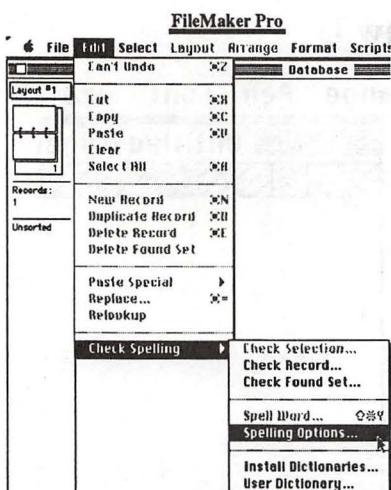 FileMaker Pro
File Edit Select Layout Arrange Format Scripts
Database
Layout #1
1
Records:
1
Unsorted
Can't Undo ⌘Z
Cut ⌘X
Copy ⌘C
Paste ⌘V
Clear
Select All ⌘A
New Record ⌘N
Duplicate Record ⌘D
Delete Record ⌘E
Delete Found Set
Paste Special
Replace... ⌘=
Relookup
Check Spelling
Check Selection...
Check Record...
Check Found Set...
Spell Word... ⇧⌘Y
Spelling Options...
Install Dictionaries...
User Dictionary...